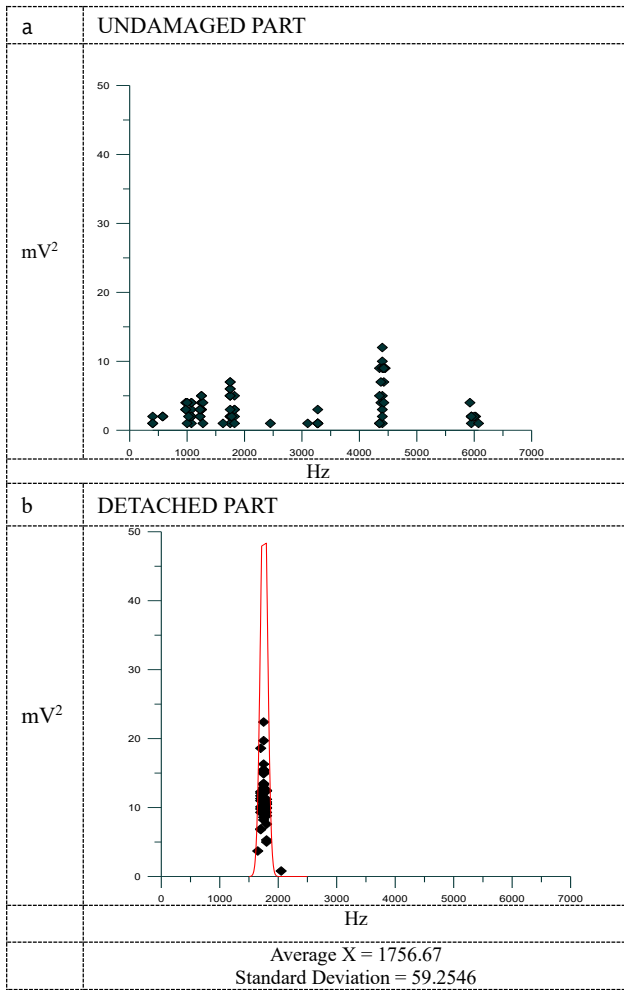 a UNDAMAGED PART
mV²
50
40
30
20
10
0
0 1000 2000 3000 4000 5000 6000 7000
Hz
b DETACHED PART
mV²
50
40
30
20
10
0
0 1000 2000 3000 4000 5000 6000 7000
Hz
Average X = 1756.67
Standard Deviation = 59.2546